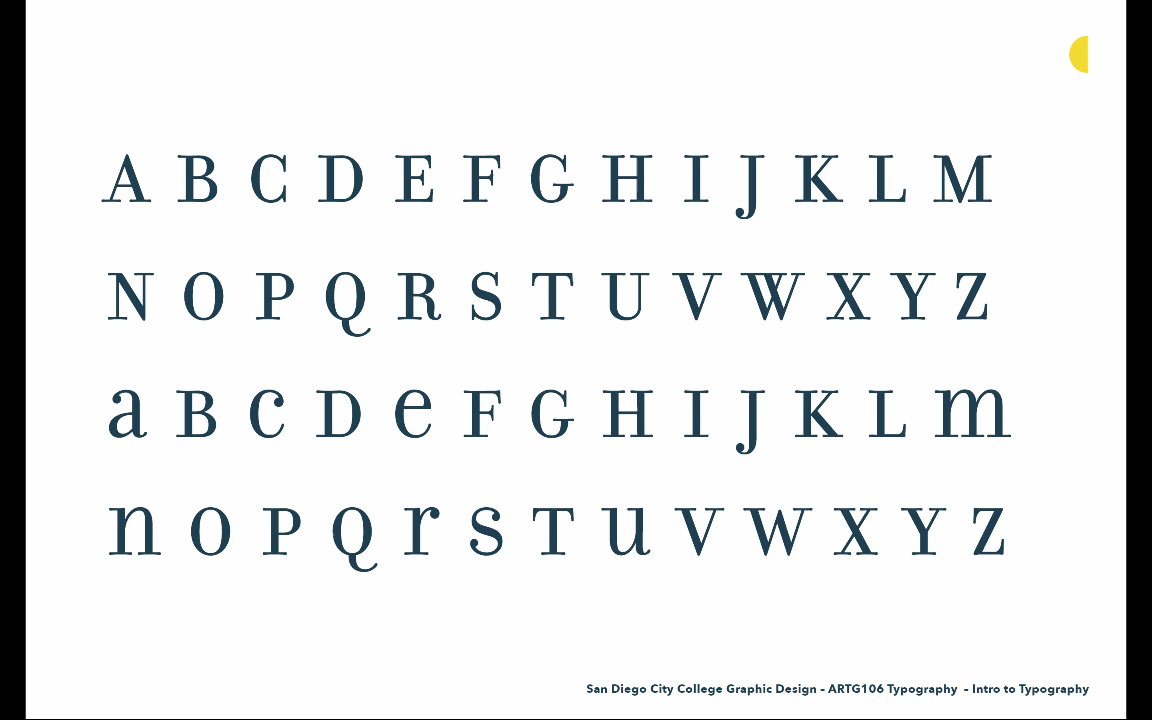 A B C D E F G H I J K L M
N O P Q R S T U V W X Y Z
a B c D e F G H I J K L m
n o P Q r s T u V W X Y z
San Diego City College Graphic Design – ARTG106 Typography – Intro to Typography